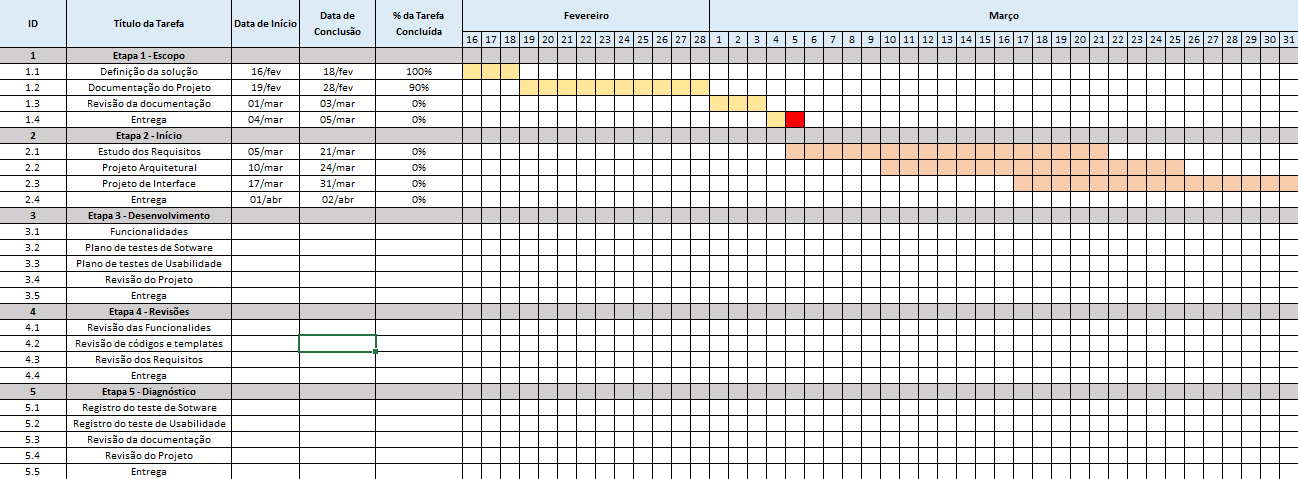 ID Título da Tarefa Data de Início Data de Conclusão % da Tarefa Concluída Fevereiro Março
16 17 18 19 20 21 22 23 24 25 26 27 28 1 2 3 4 5 6 7 8 9 10 11 12 13 14 15 16 17 18 19 20 21 22 23 24 25 26 27 28 29 30 31
1 Etapa 1 - Escopo
1.1 Definição da solução 16/fev 18/fev 100%
1.2 Documentação do Projeto 19/fev 28/fev 90%
1.3 Revisão da documentação 01/mar 03/mar 0%
1.4 Entrega 04/mar 05/mar 0%
2 Etapa 2 - Início
2.1 Estudo dos Requisitos 05/mar 21/mar 0%
2.2 Projeto Arquitetural 10/mar 24/mar 0%
2.3 Projeto de Interface 17/mar 31/mar 0%
2.4 Entrega 01/abr 02/abr 0%
3 Etapa 3 - Desenvolvimento
3.1 Funcionalidades
3.2 Plano de testes de Sotware
3.3 Plano de testes de Usabilidade
3.4 Revisão do Projeto
3.5 Entrega
4 Etapa 4 - Revisões
4.1 Revisão das Funcionalides
4.2 Revisão de códigos e templates
4.3 Revisão dos Requisitos
4.4 Entrega
5 Etapa 5 - Diagnóstico
5.1 Registro do teste de Sotware
5.2 Registro do teste de Usabilidade
5.3 Revisão da documentação
5.4 Revisão do Projeto
5.5 Entrega